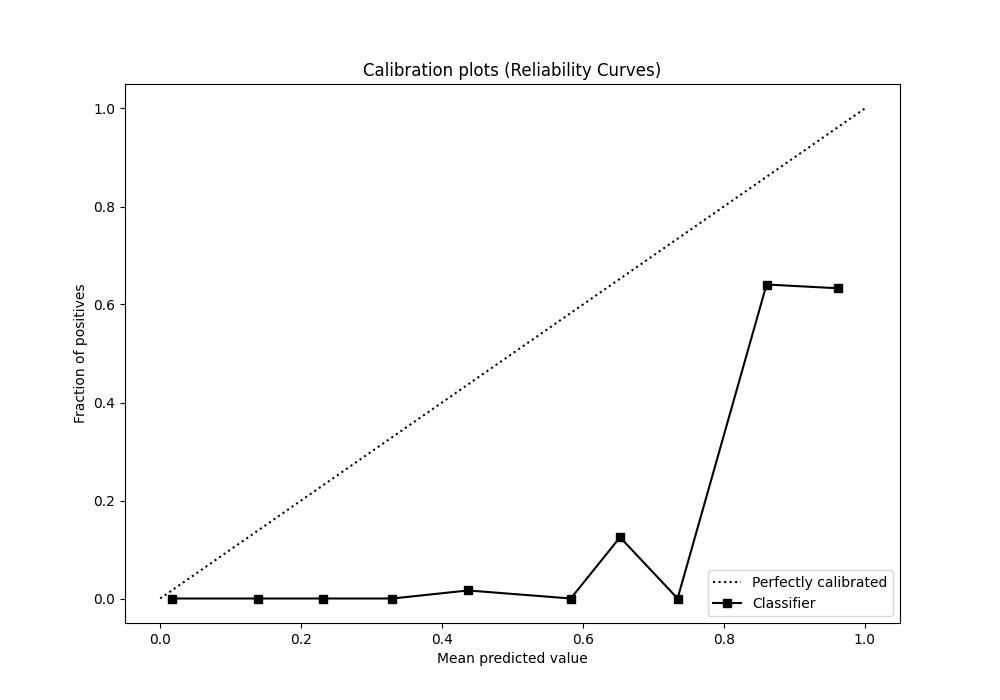 Calibration plots (Reliability Curves)
1.0
0.8
0.6
0.4
0.2
0.0
Fraction of positives
0.0 0.2 0.4 0.6 0.8 1.0
Mean predicted value
Perfectly calibrated
Classifier